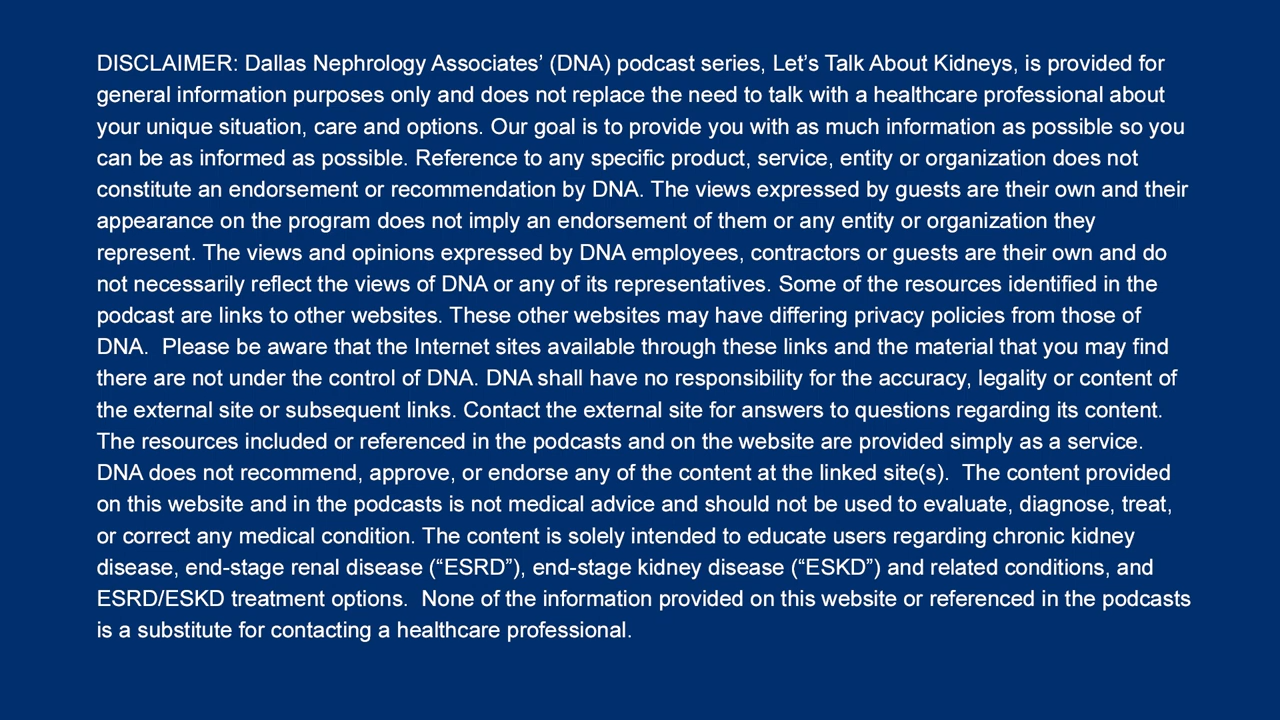 DISCLAIMER: Dallas Nephrology Associates’ (DNA) podcast series, Let’s Talk About Kidneys, is provided for
general information purposes only and does not replace the need to talk with a healthcare professional about
your unique situation, care and options. Our goal is to provide you with as much information as possible so you
can be as informed as possible. Reference to any specific product, service, entity or organization does not
constitute an endorsement or recommendation by DNA. The views expressed by guests are their own and their
appearance on the program does not imply an endorsement of them or any entity or organization they
represent. The views and opinions expressed by DNA employees, contractors or guests are their own and do
not necessarily reflect the views of DNA or any of its representatives. Some of the resources identified in the
podcast are links to other websites. These other websites may have differing privacy policies from those of
DNA.  Please be aware that the Internet sites available through these links and the material that you may find
there are not under the control of DNA. DNA shall have no responsibility for the accuracy, legality or content of
the external site or subsequent links. Contact the external site for answers to questions regarding its content.
The resources included or referenced in the podcasts and on the website are provided simply as a service.
DNA does not recommend, approve, or endorse any of the content at the linked site(s).  The content provided
on this website and in the podcasts is not medical advice and should not be used to evaluate, diagnose, treat,
or correct any medical condition. The content is solely intended to educate users regarding chronic kidney
disease, end-stage renal disease (“ESRD”), end-stage kidney disease (“ESKD”) and related conditions, and
ESRD/ESKD treatment options.  None of the information provided on this website or referenced in the podcasts
is a substitute for contacting a healthcare professional.